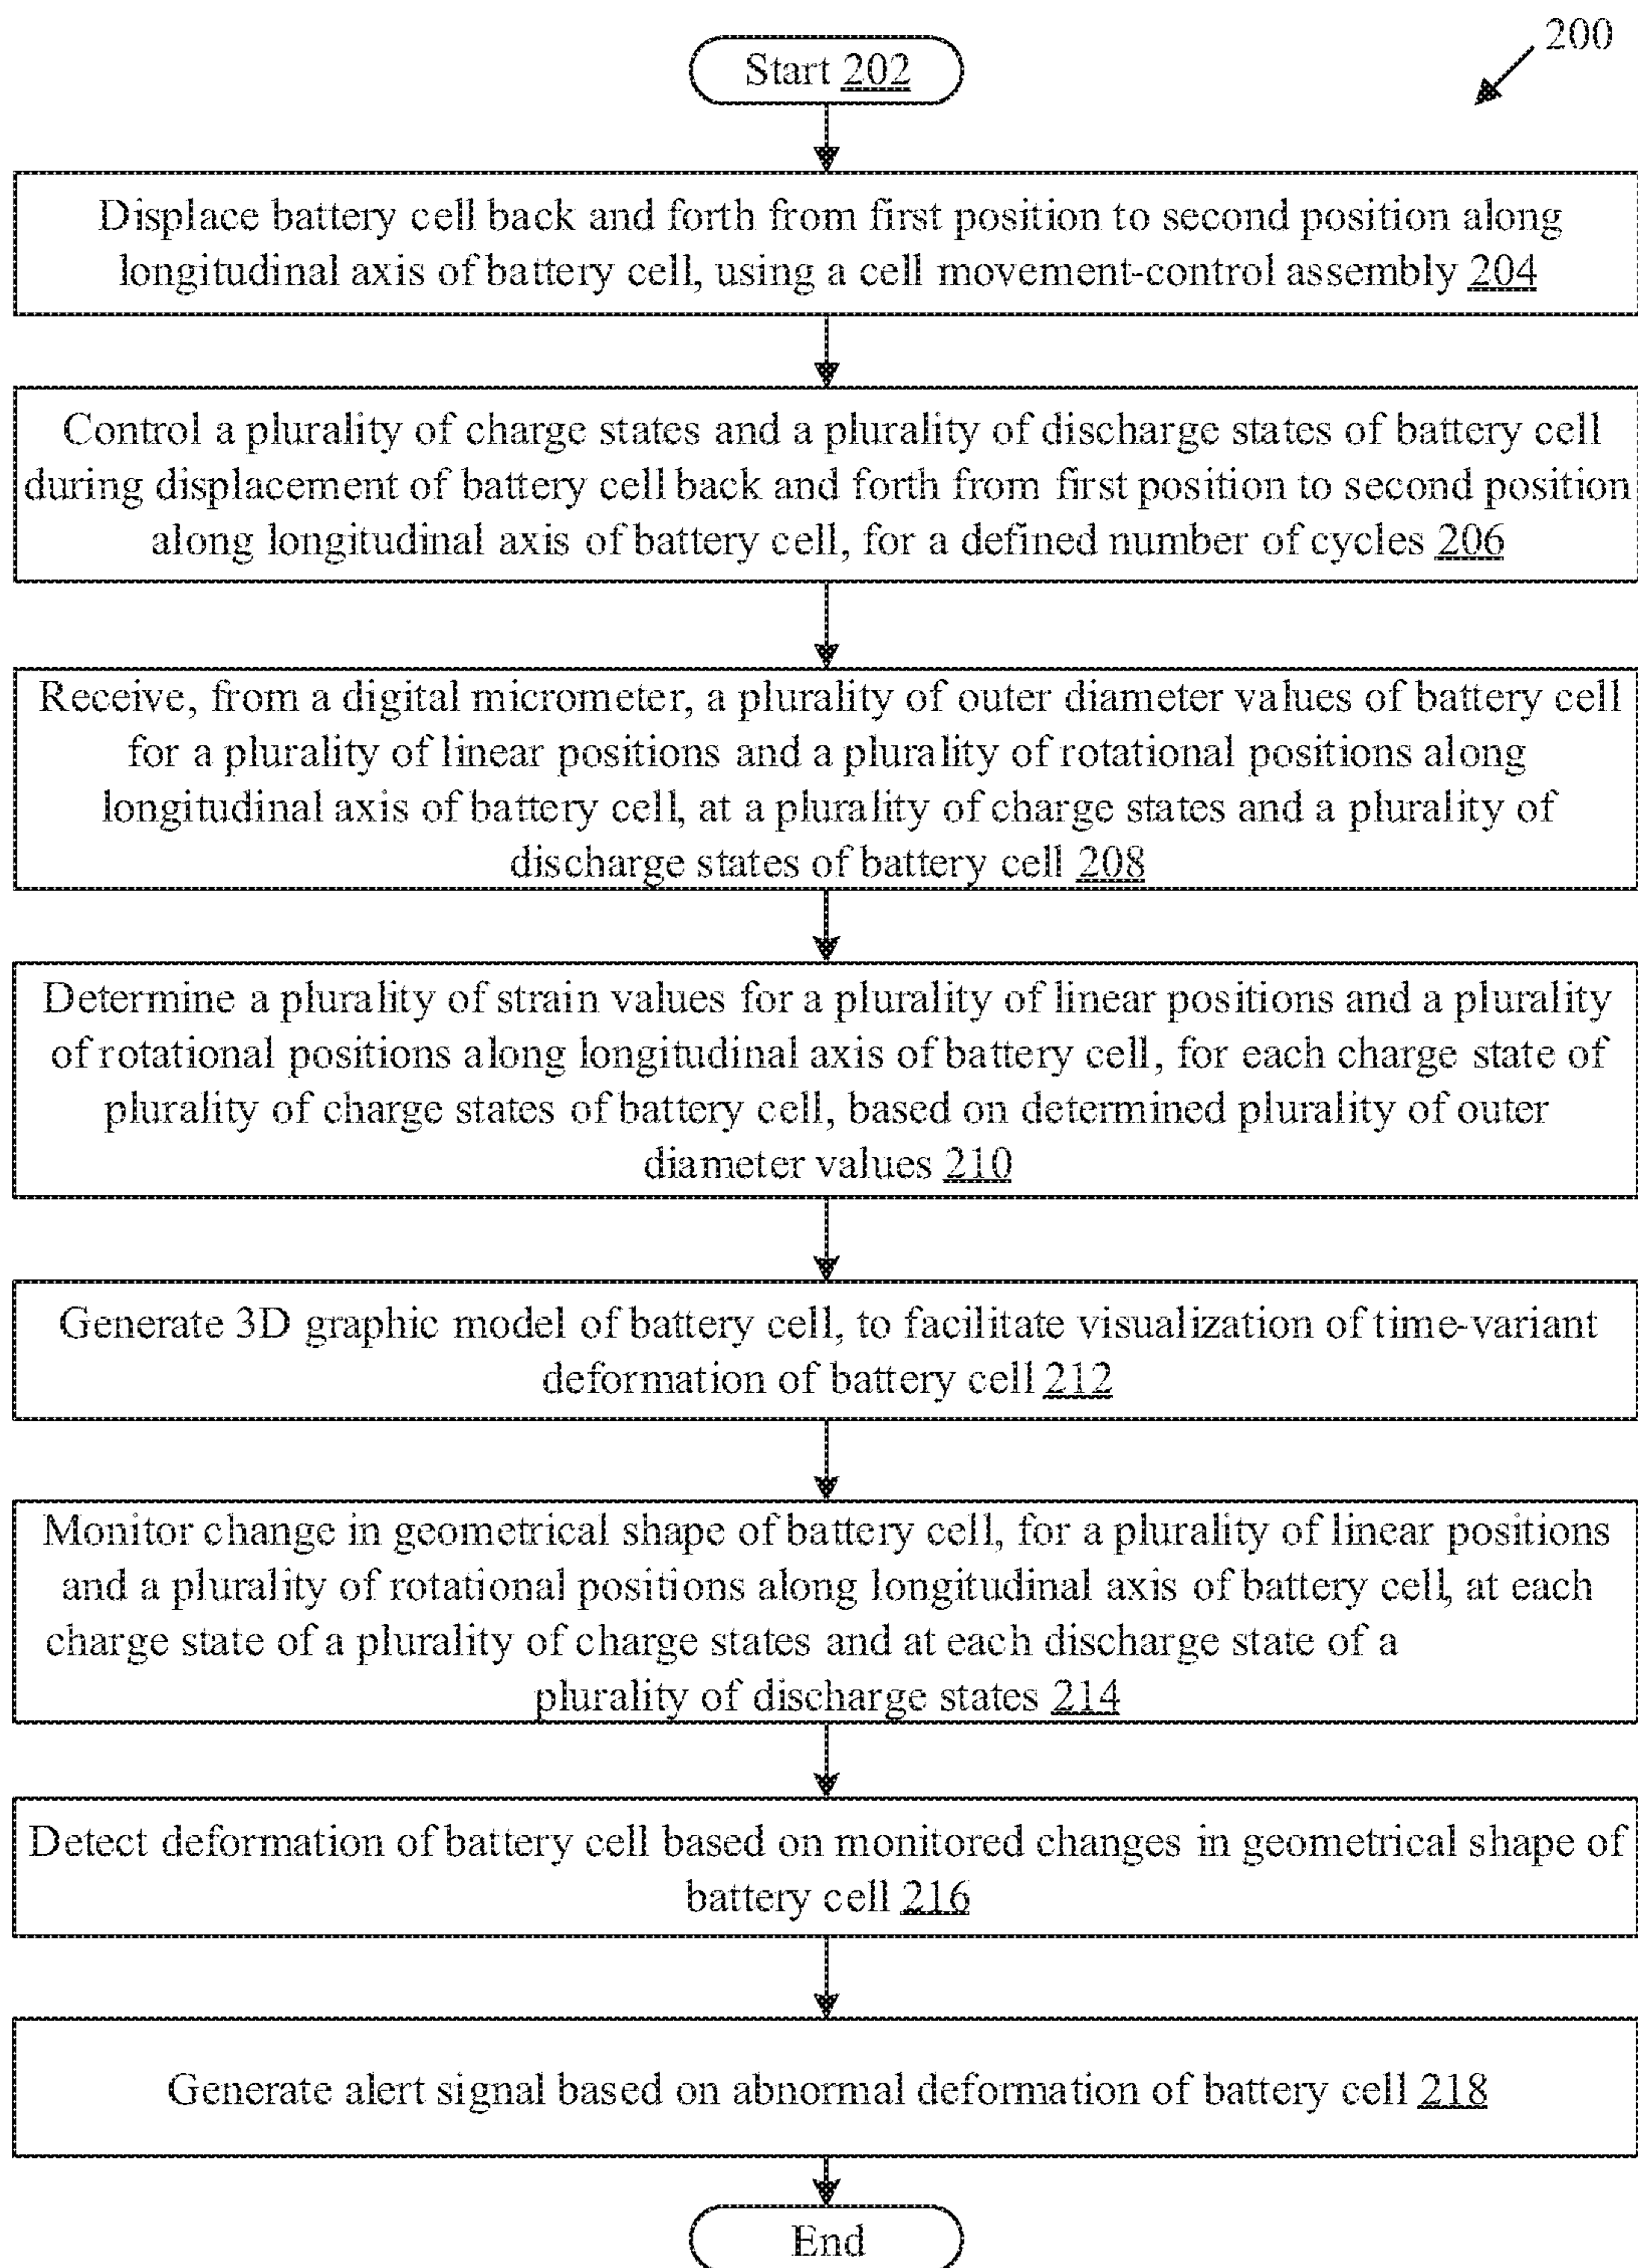 200
Start 202
Displace battery cell back and forth from first position to second position along
longitudinal axis of battery cell, using a cell movement-control assembly 204
Control a plurality of charge states and a plurality of discharge states of battery cell
during displacement of battery cell back and forth from first position to second position
along longitudinal axis of battery cell, for a defined number of cycles 206
Receive, from a digital micrometer, a plurality of outer diameter values of battery cell
for a plurality of linear positions and a plurality of rotational positions along
longitudinal axis of battery cell, at a plurality of charge states and a plurality of
discharge states of battery cell 208
Determine a plurality of strain values for a plurality of linear positions and a plurality
of rotational positions along longitudinal axis of battery cell, for each charge state of
plurality of charge states of battery cell, based on determined plurality of outer
diameter values 210
Generate 3D graphic model of battery cell, to facilitate visualization of time-variant
deformation of battery cell 212
Monitor change in geometrical shape of battery cell, for a plurality of linear positions
and a plurality of rotational positions along longitudinal axis of battery cell, at each
charge state of a plurality of charge states and at each discharge state of a
plurality of discharge states 214
Detect deformation of battery cell based on monitored changes in geometrical shape of
battery cell 216
Generate alert signal based on abnormal deformation of battery cell 218
End